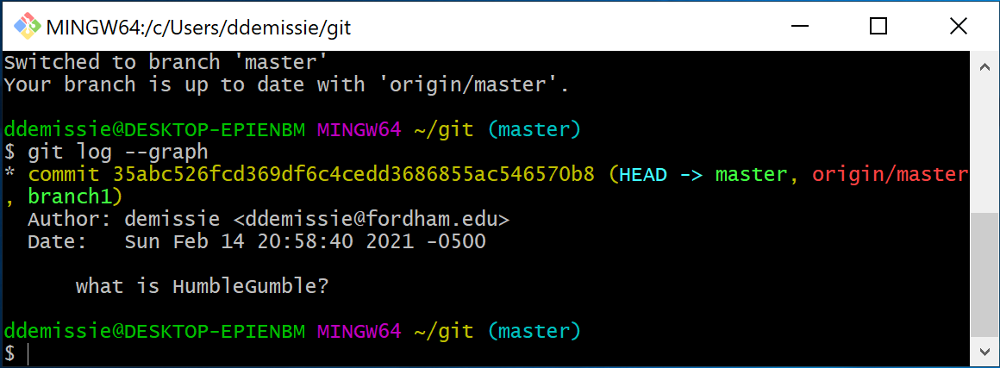 MINGW64:/c/Users/ddemissie/git
Switched to branch 'master'
Your branch is up to date with 'origin/master'.
ddemissie@DESKTOP-EPIENBM MINGW64 ~/git (master)
$ git log --graph
* commit 35abc526fcd369df6c4cedd3686855ac546570b8 (HEAD -> master, origin/master
, branch1)
Author: demissie <ddemissie@fordham.edu>
Date:   Sun Feb 14 20:58:40 2021 -0500
what is HumbleGumble?
ddemissie@DESKTOP-EPIENBM MINGW64 ~/git (master)
$